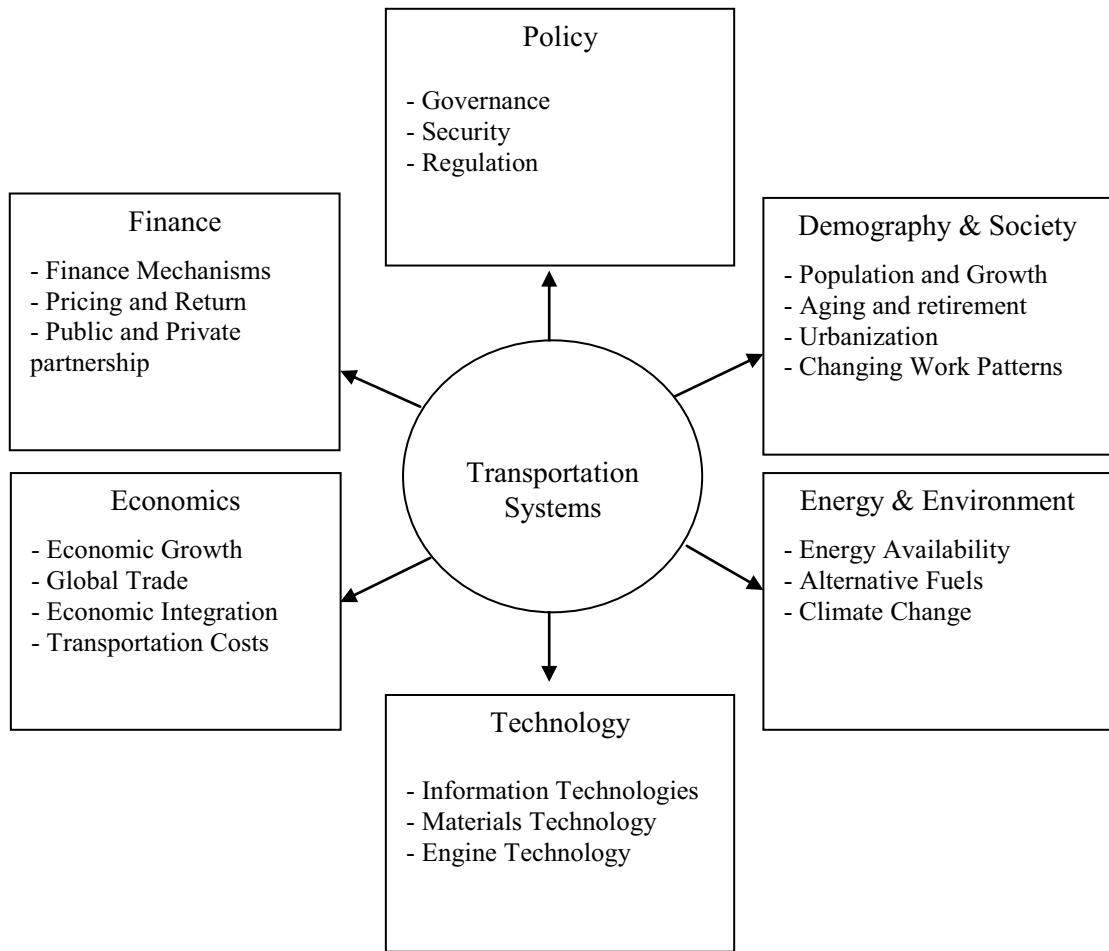 Policy
- Governance
- Security
- Regulation
Finance
- Finance Mechanisms
- Pricing and Return
- Public and Private
partnership
Demography & Society
- Population and Growth
- Aging and retirement
- Urbanization
- Changing Work Patterns
Transportation
Systems
Economics
- Economic Growth
- Global Trade
- Economic Integration
- Transportation Costs
Energy & Environment
- Energy Availability
- Alternative Fuels
- Climate Change
Technology
- Information Technologies
- Materials Technology
- Engine Technology